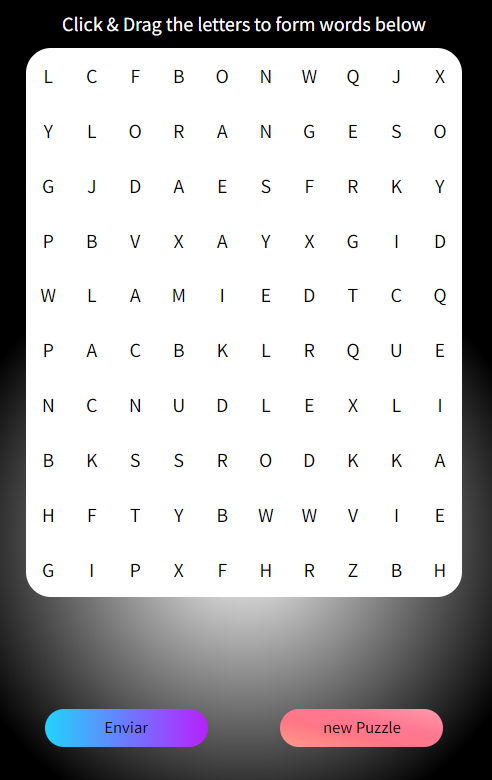 Click & Drag the letters to form words below
L C F B O N W Q J X
Y L O R A N G E S O
G J D A E S F R K Y
P B V X A Y X G I D
W L A M I E D T C Q
P A C B K L R Q U E
N C N U D L E X L I
B K S S R O D K K A
H F T Y B W W V I E
G I P X F H R Z B H
Enviar
new Puzzle